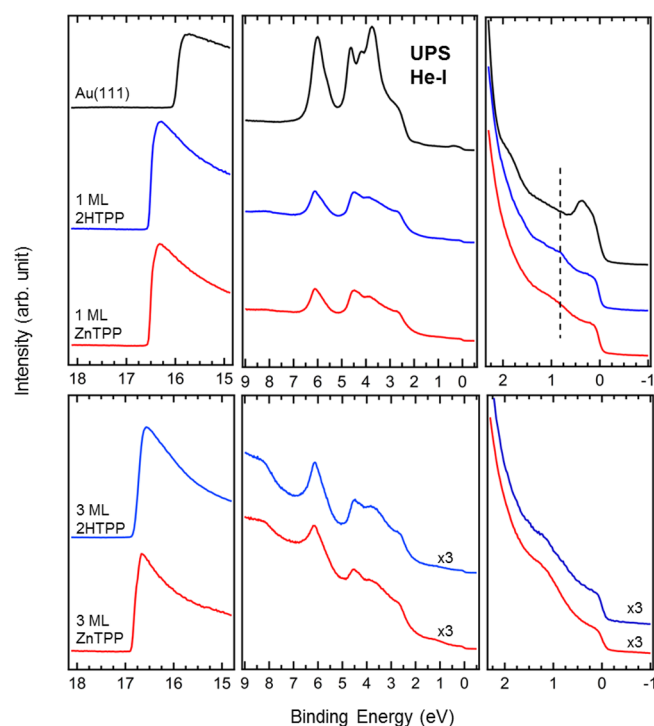 UPS
He-I
Au(111)
1 ML
2HTPP
1 ML
ZnTPP
18 17 16 15
9 8 7 6 5 4 3 2 1 0
2 1 0 -1
3 ML
2HTPP
x3
x3
3 ML
ZnTPP
x3
x3
18 17 16 15
9 8 7 6 5 4 3 2 1 0
2 1 0 -1
Intensity (arb. unit)
Binding Energy (eV)